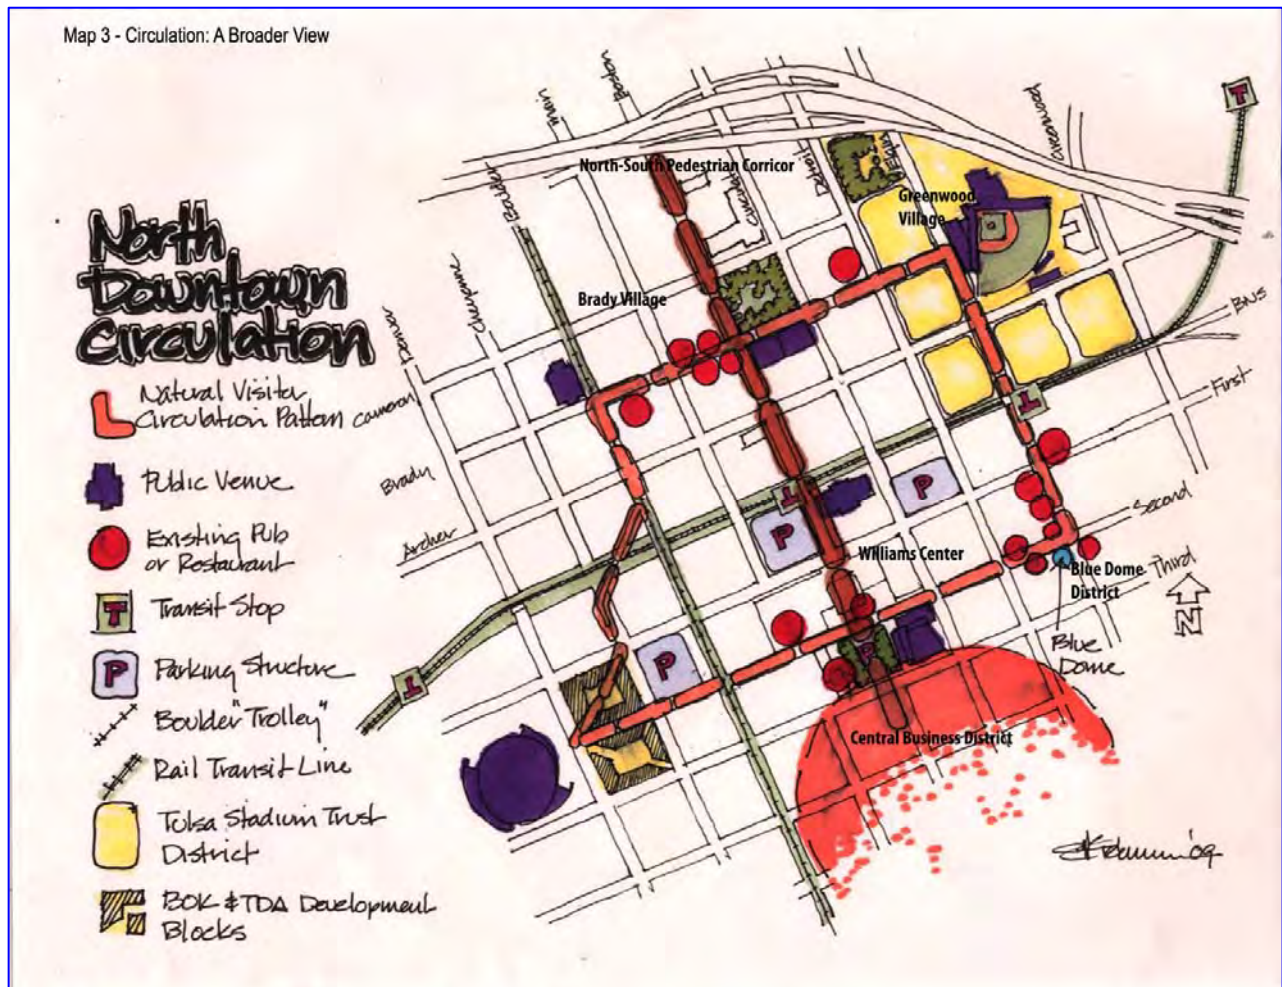 Map 3 - Circulation: A Broader View
North
Downtown
Circulation
Natural Visitor
Circulation Pattern
Public Venue
Existing Pub
or Restaurant
T
Transit Stop
P
Parking Structure
Boulder "Trolley"
Rail Transit Line
Tulsa Stadium Trust
District
BOK & TDA Development
Blocks
Denver
Cheyenne
Boulder
Main
Boston
Cincinnati
Detroit
Elgin
Greenwood
Cameron
Brady
Archer
BNSF
First
Second
Third
North-South Pedestrian Corricor
Greenwood
Village
Brady Village
Williams Center
Blue Dome
District
Blue
Dome
Central Business District
T
T
T
T
P
P
P
P
N
'09